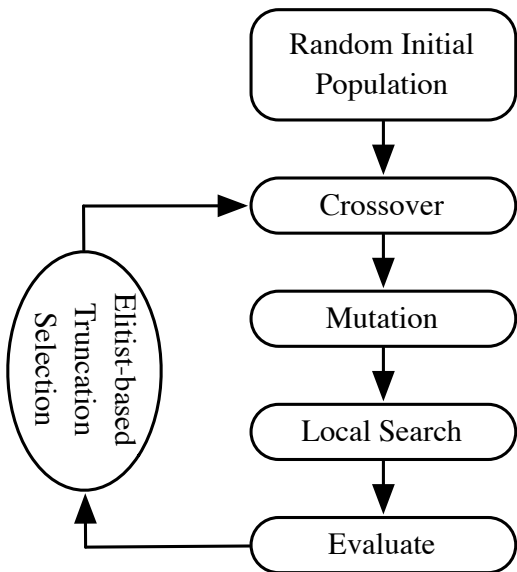 Random Initial
Population
Crossover
Mutation
Local Search
Evaluate
Elitist-based
Truncation
Selection